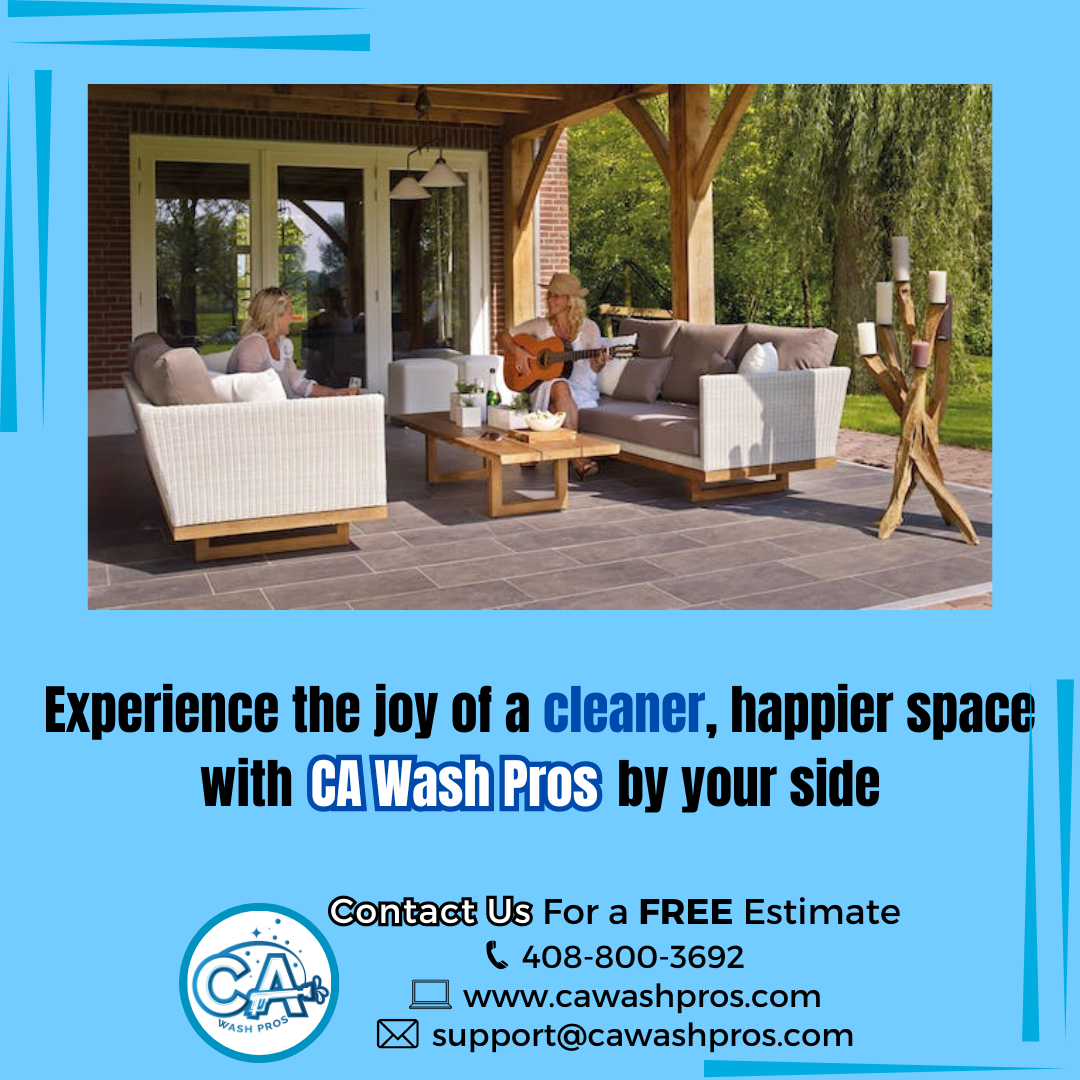 Experience the joy of a cleaner, happier space
with CA Wash Pros by your side
Contact Us For a FREE Estimate
408-800-3692
www.cawashpros.com
support@cawashpros.com
CA
WASH PROS